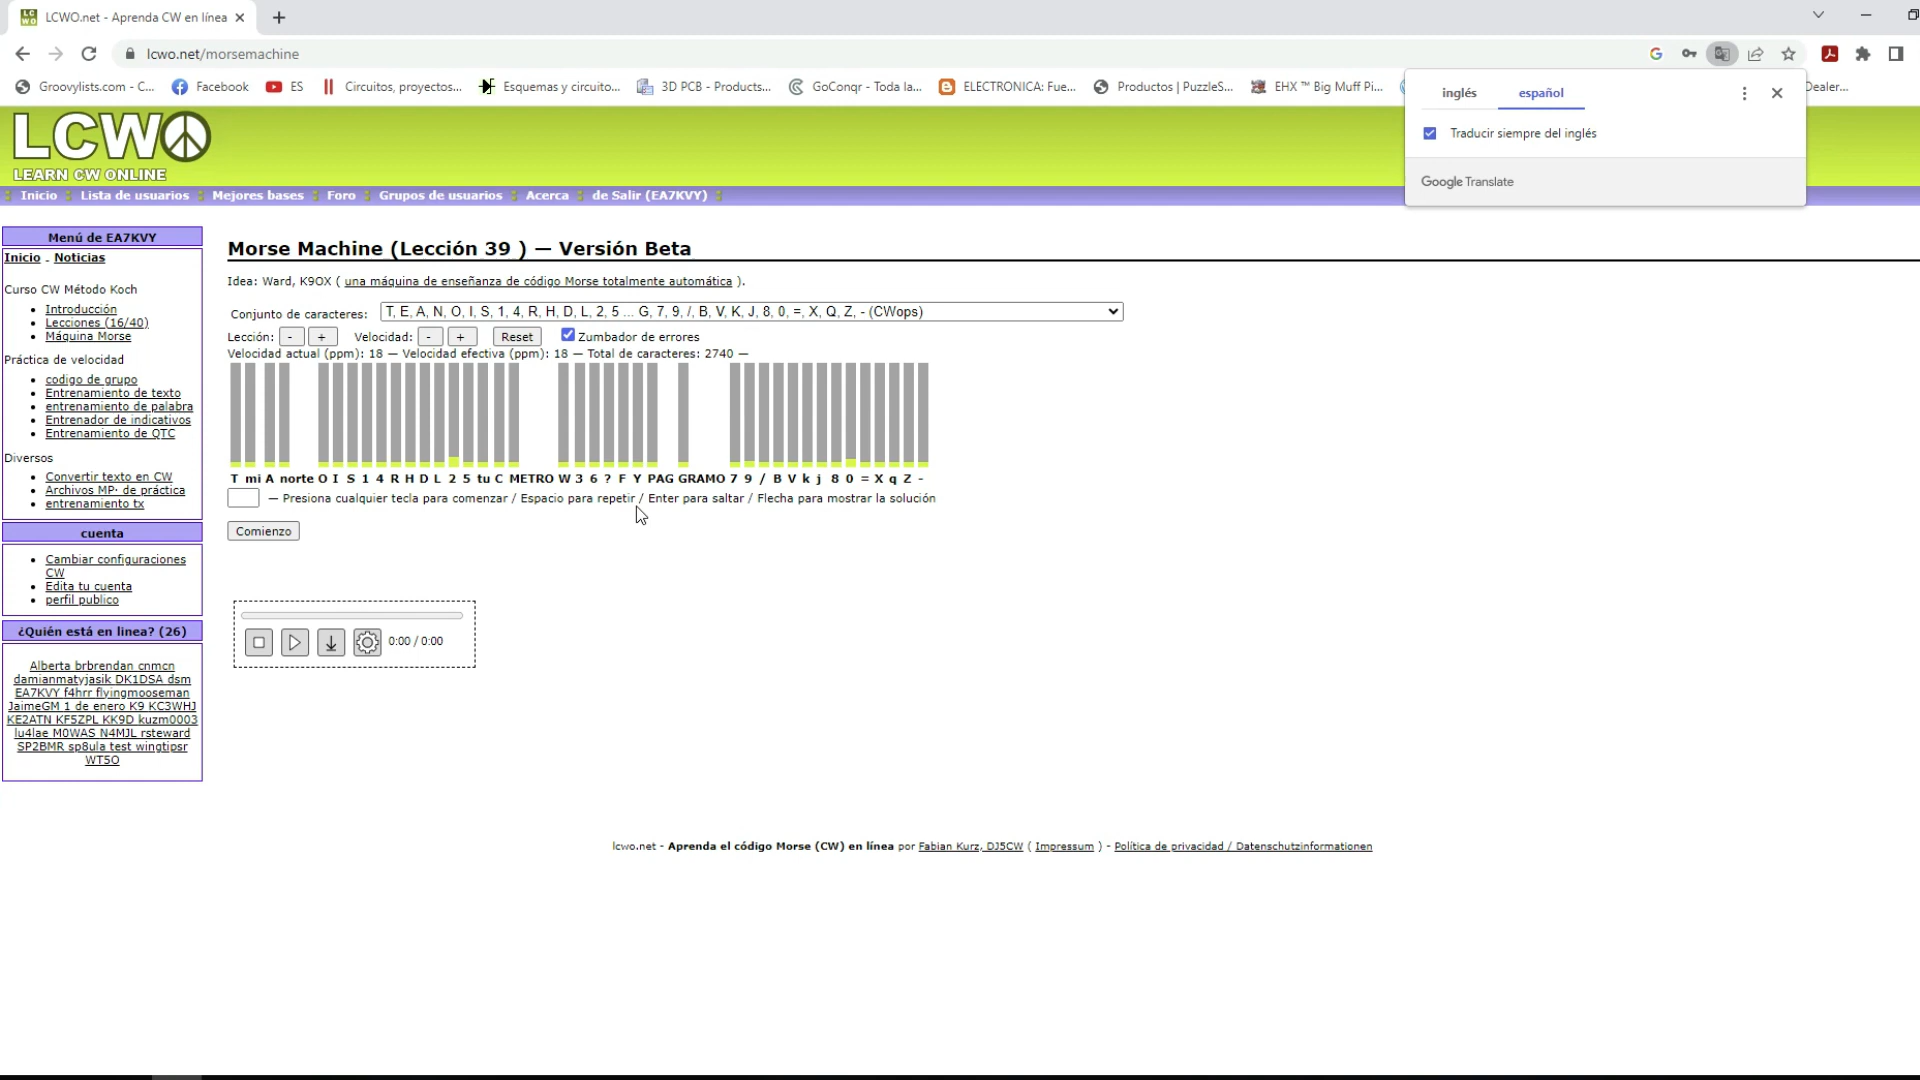 LCWO.net - Aprenda CW en línea
lcwo.net/morsemachine
Groovylists.com - C... Facebook ES Circuitos, proyectos... Esquemas y circuito... 3D PCB - Products... GoConqr - Toda la... ELECTRONICA: Fue... Productos | PuzzleS... EHX ™ Big Muff Pi... Dealer...
inglés español
Traducir siempre del inglés
Google Translate
LCWO
LEARN CW ONLINE
Inicio Lista de usuarios Mejores bases Foro Grupos de usuarios Acerca de Salir (EA7KVY)
Menú de EA7KVY
Inicio - Noticias
Curso CW Método Koch
Introducción
Lecciones (16/40)
Máquina Morse
Práctica de velocidad
codigo de grupo
Entrenamiento de texto
entrenamiento de palabra
Entrenador de indicativos
Entrenamiento de QTC
Diversos
Convertir texto en CW
Archivos MP· de práctica
entrenamiento tx
cuenta
Cambiar configuraciones
CW
Edita tu cuenta
perfil publico
¿Quién está en linea? (26)
Alberta brbrendan cnmcn
damianmatyjasik DK1DSA dsm
EA7KVY f4hrr flyingmooseman
JaimeGM 1 de enero K9 KC3WHJ
KE2ATN KF5ZPL KK9D kuzm0003
lu4lae M0WAS N4MJL rsteward
SP2BMR sp8ula test wingtipsr
WT5O
Morse Machine (Lección 39 ) — Versión Beta
Idea: Ward, K9OX ( una máquina de enseñanza de código Morse totalmente automática ).
Conjunto de caracteres: T, E, A, N, O, I, S, 1, 4, R, H, D, L, 2, 5 ... G, 7, 9, /, B, V, K, J, 8, 0, =, X, Q, Z, - (CWops)
Lección: - + Velocidad: - + Reset Zumbador de errores
Velocidad actual (ppm): 18 — Velocidad efectiva (ppm): 18 — Total de caracteres: 2740 —
T mi A norte O I S 1 4 R H D L 2 5 tu C METRO W 3 6 ? F Y PAG GRAMO 7 9 / B V k j 8 0 = X q Z -
— Presiona cualquier tecla para comenzar / Espacio para repetir / Enter para saltar / Flecha para mostrar la solución
Comienzo
0:00 / 0:00
lcwo.net - Aprenda el código Morse (CW) en línea por Fabian Kurz, DJ5CW ( Impressum ) - Política de privacidad / Datenschutzinformationen